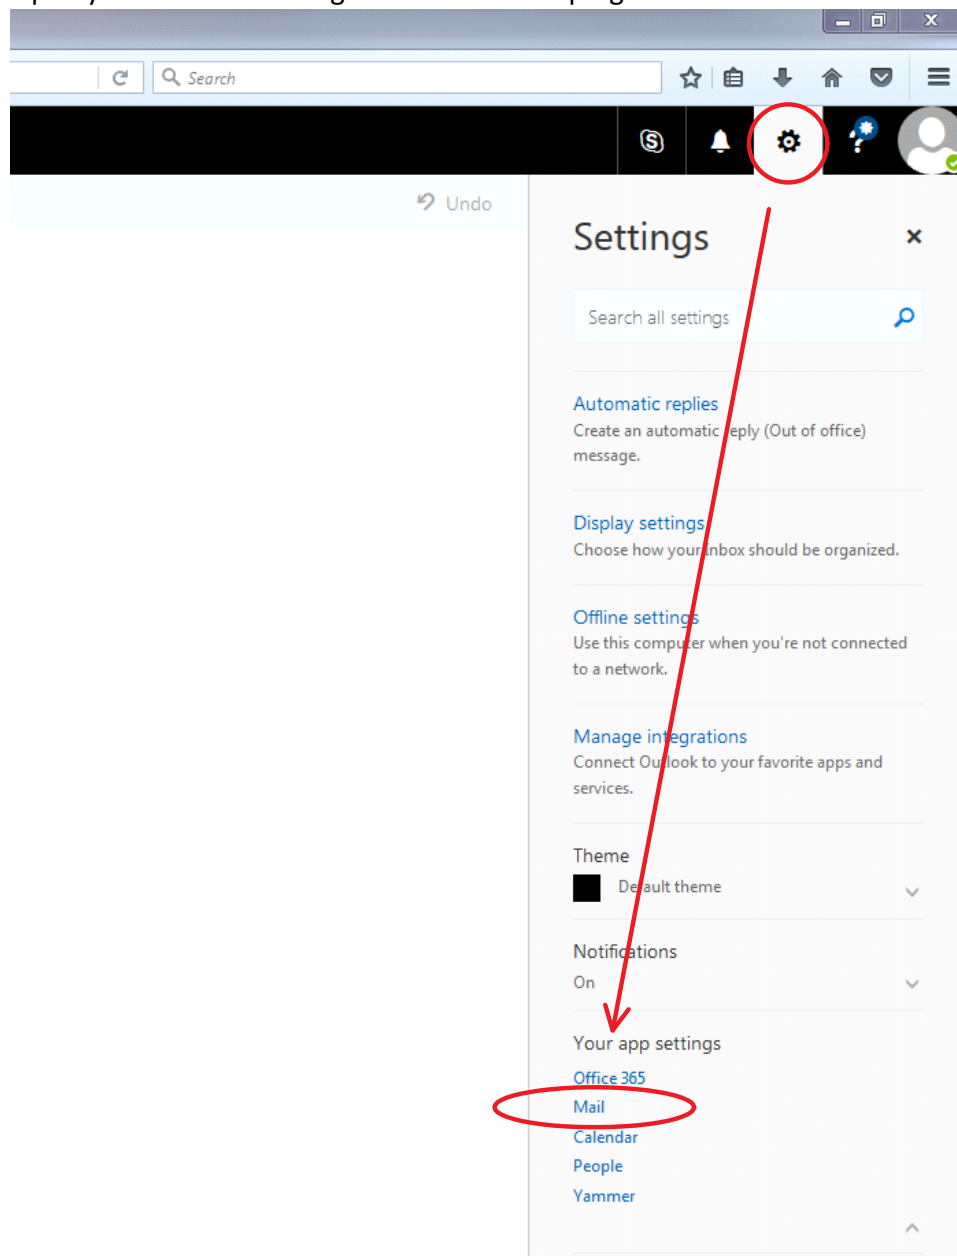 Search
Undo
Settings
Search all settings
Automatic replies
Create an automatic reply (Out of office)
message.
Display settings
Choose how your inbox should be organized.
Offline settings
Use this computer when you're not connected
to a network.
Manage integrations
Connect Outlook to your favorite apps and
services.
Theme
Default theme
Notifications
On
Your app settings
Office 365
Mail
Calendar
People
Yammer